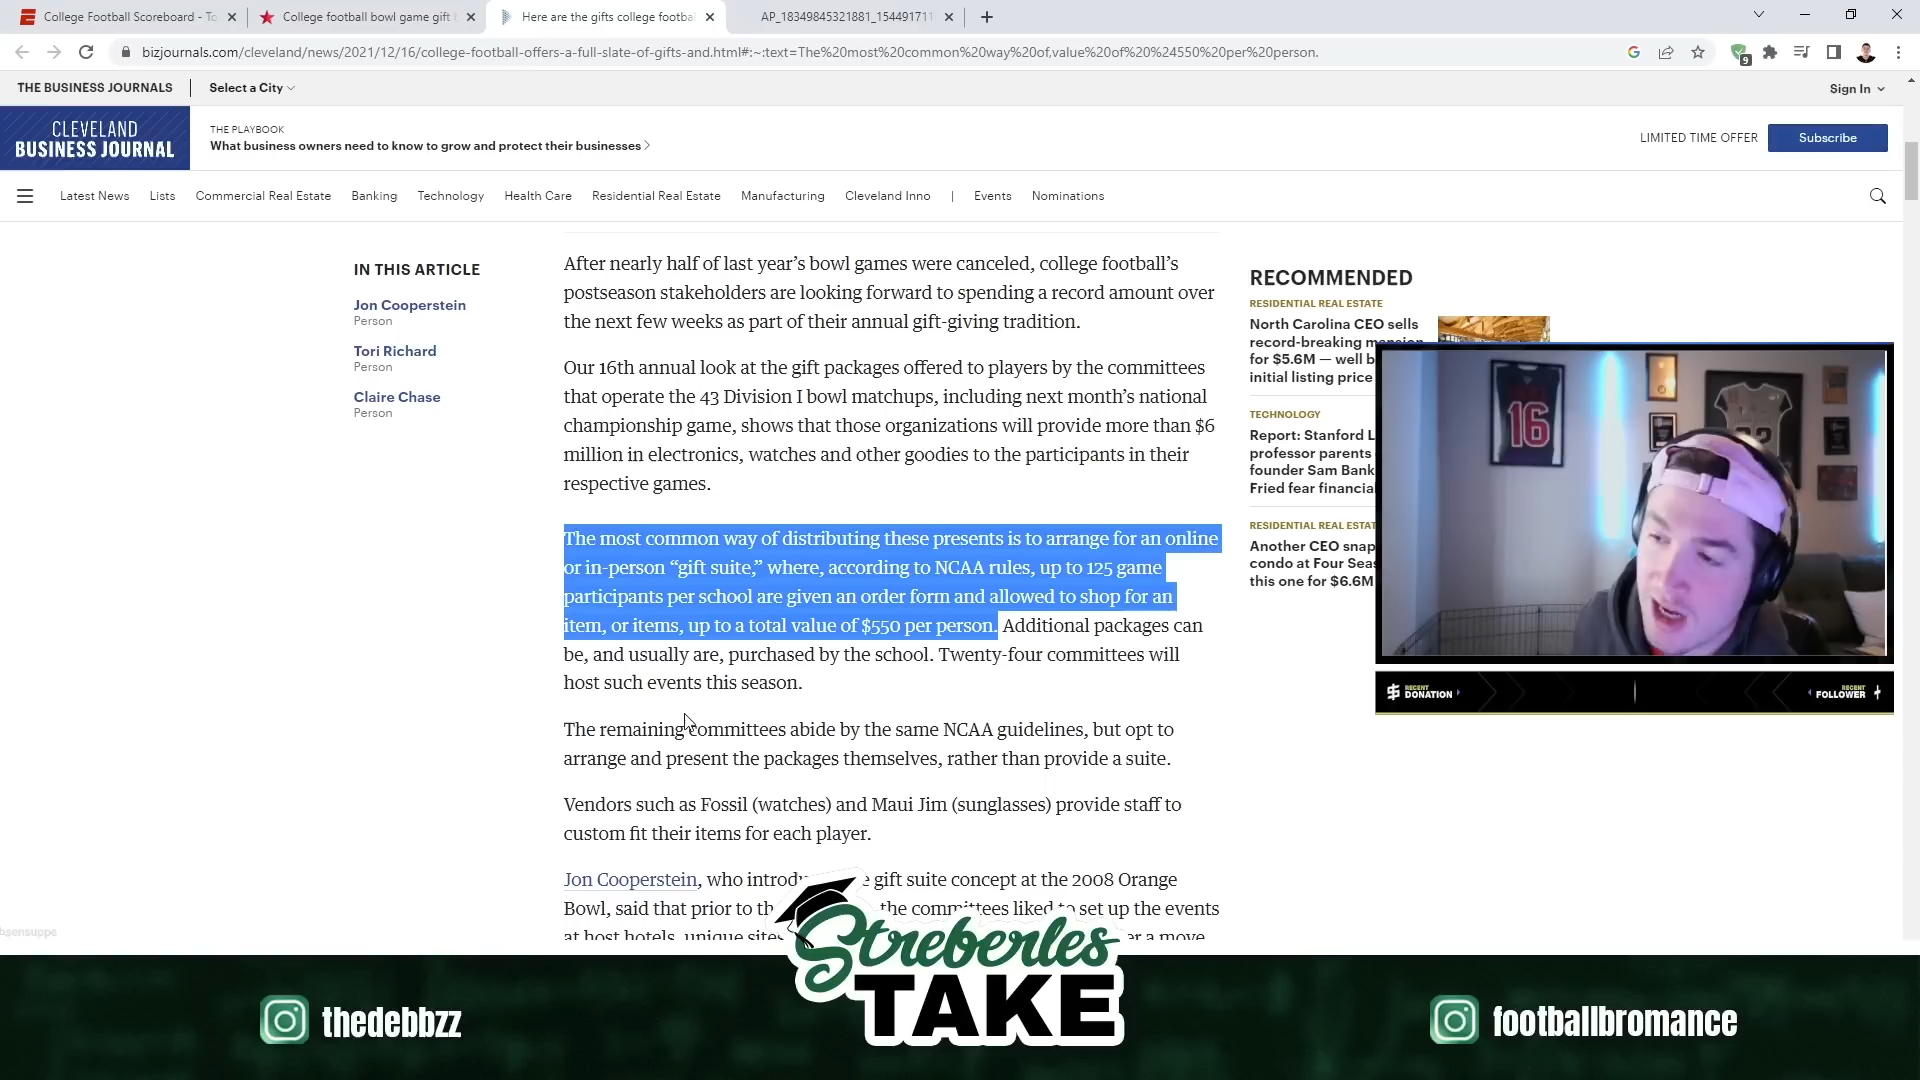 College Football Scoreboard - To
College football bowl game gift
Here are the gifts college footba
AP_18349845321881_15449171
bizjournals.com/cleveland/news/2021/12/16/college-football-offers-a-full-slate-of-gifts-and.html#:~:text=The%20most%20common%20way%20of,value%20of%20%24550%20per%20person.
9
THE BUSINESS JOURNALS
Select a City
Sign In
CLEVELAND
BUSINESS JOURNAL
THE PLAYBOOK
What business owners need to know to grow and protect their businesses
LIMITED TIME OFFER
Subscribe
Latest News Lists Commercial Real Estate Banking Technology Health Care Residential Real Estate Manufacturing Cleveland Inno | Events Nominations
IN THIS ARTICLE
Jon Cooperstein
Person
Tori Richard
Person
Claire Chase
Person
After nearly half of last year’s bowl games were canceled, college football’s
postseason stakeholders are looking forward to spending a record amount over
the next few weeks as part of their annual gift-giving tradition.
Our 16th annual look at the gift packages offered to players by the committees
that operate the 43 Division I bowl matchups, including next month’s national
championship game, shows that those organizations will provide more than $6
million in electronics, watches and other goodies to the participants in their
respective games.
The most common way of distributing these presents is to arrange for an online
or in-person “gift suite,” where, according to NCAA rules, up to 125 game
participants per school are given an order form and allowed to shop for an
item, or items, up to a total value of $550 per person. Additional packages can
be, and usually are, purchased by the school. Twenty-four committees will
host such events this season.
The remaining committees abide by the same NCAA guidelines, but opt to
arrange and present the packages themselves, rather than provide a suite.
Vendors such as Fossil (watches) and Maui Jim (sunglasses) provide staff to
custom fit their items for each player.
Jon Cooperstein, who introdu e gift suite concept at the 2008 Orange
Bowl, said that prior to th the committees liked to set up the events
at host hotels, unique sites er a move
RECOMMENDED
RESIDENTIAL REAL ESTATE
North Carolina CEO sells
record-breaking mansion
for $5.6M — well b
initial listing price
TECHNOLOGY
Report: Stanford L
professor parents
founder Sam Bank
Fried fear financia
RESIDENTIAL REAL ESTAT
Another CEO snap
condo at Four Seas
this one for $6.6M
16
RECENT
DONATION
RECENT
FOLLOWER
Streberles
TAKE
thedebbzz
footballbromance